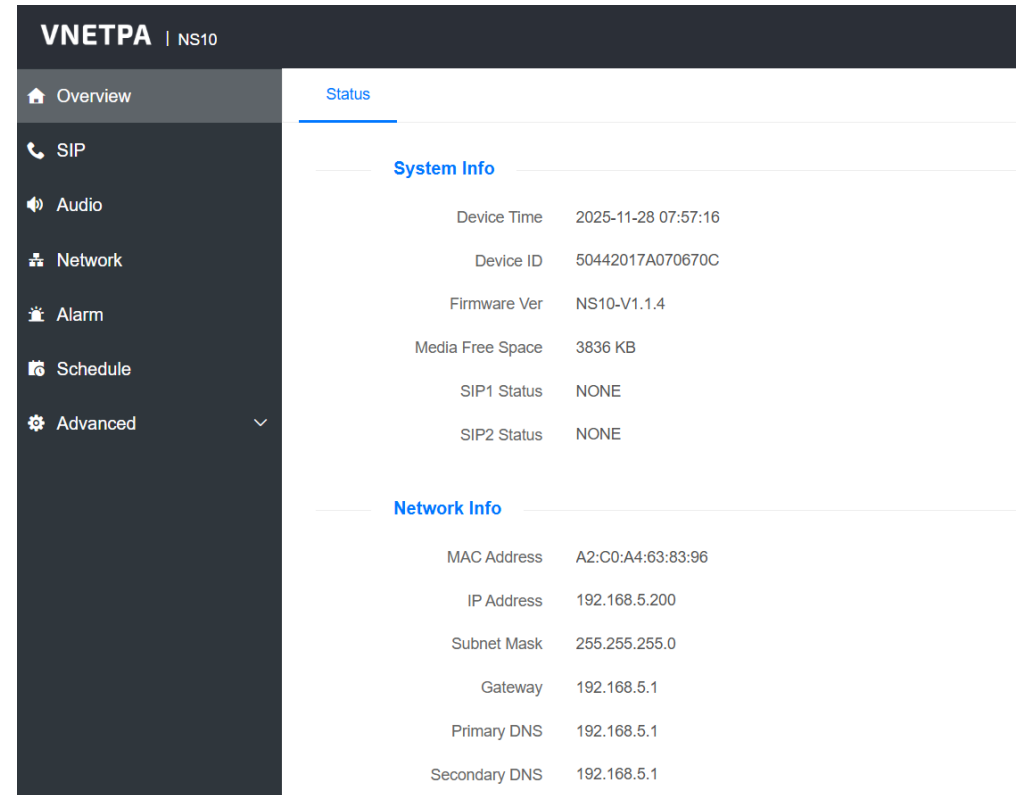 VNETPA | NS10
Overview
SIP
Audio
Network
Alarm
Schedule
Advanced
Status
System Info
Device Time 2025-11-28 07:57:16
Device ID 50442017A070670C
Firmware Ver NS10-V1.1.4
Media Free Space 3836 KB
SIP1 Status NONE
SIP2 Status NONE
Network Info
MAC Address A2:C0:A4:63:83:96
IP Address 192.168.5.200
Subnet Mask 255.255.255.0
Gateway 192.168.5.1
Primary DNS 192.168.5.1
Secondary DNS 192.168.5.1